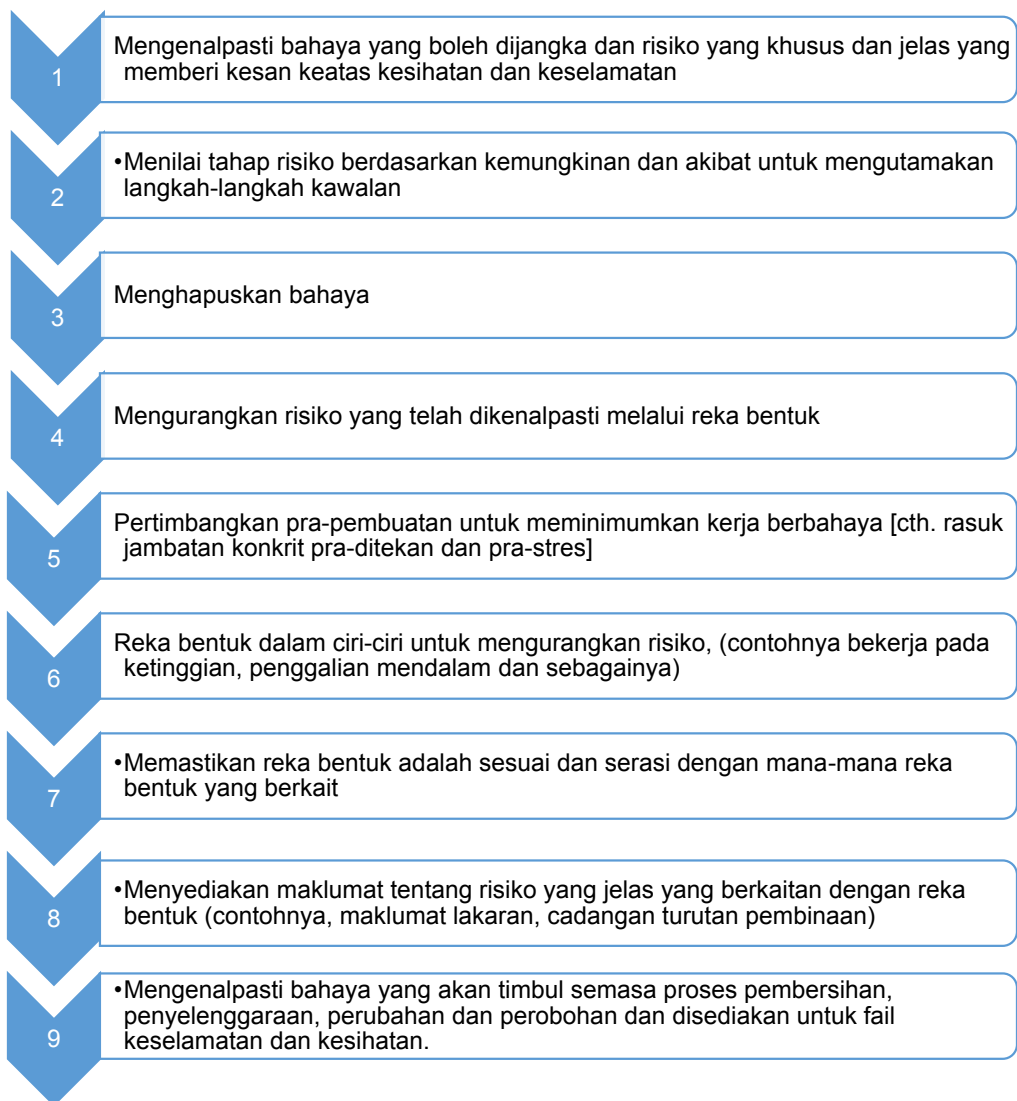 1
Mengenalpasti bahaya yang boleh dijangka dan risiko yang khusus dan jelas yang
memberi kesan keatas kesihatan dan keselamatan
2
•Menilai tahap risiko berdasarkan kemungkinan dan akibat untuk mengutamakan
langkah-langkah kawalan
3
Menghapuskan bahaya
4
Mengurangkan risiko yang telah dikenalpasti melalui reka bentuk
5
Pertimbangkan pra-pembuatan untuk meminimumkan kerja berbahaya [cth. rasuk
jambatan konkrit pra-ditekan dan pra-stres]
6
Reka bentuk dalam ciri-ciri untuk mengurangkan risiko, (contohnya bekerja pada
ketinggian, penggalian mendalam dan sebagainya)
7
•Memastikan reka bentuk adalah sesuai dan serasi dengan mana-mana reka
bentuk yang berkait
8
•Menyediakan maklumat tentang risiko yang jelas yang berkaitan dengan reka
bentuk (contohnya, maklumat lakaran, cadangan turutan pembinaan)
9
•Mengenalpasti bahaya yang akan timbul semasa proses pembersihan,
penyelenggaraan, perubahan dan perobohan dan disediakan untuk fail
keselamatan dan kesihatan.